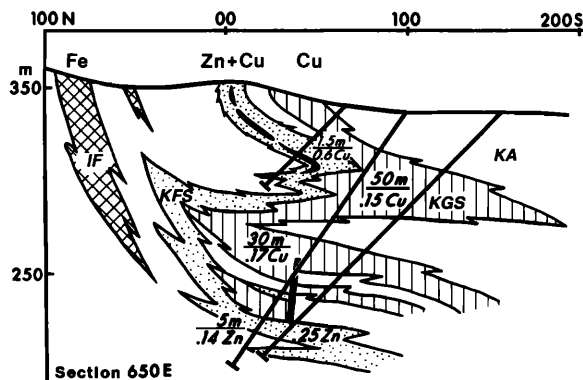 100 N 00 100 200 S
Fe Zn+Cu Cu
m
350
1.5m
0.6 Cu
KA
IF
50 m
.15 Cu
KFS
KGS
30 m
.17 Cu
250
5 m
.14 Zn
.25 Zn
Section 650 E